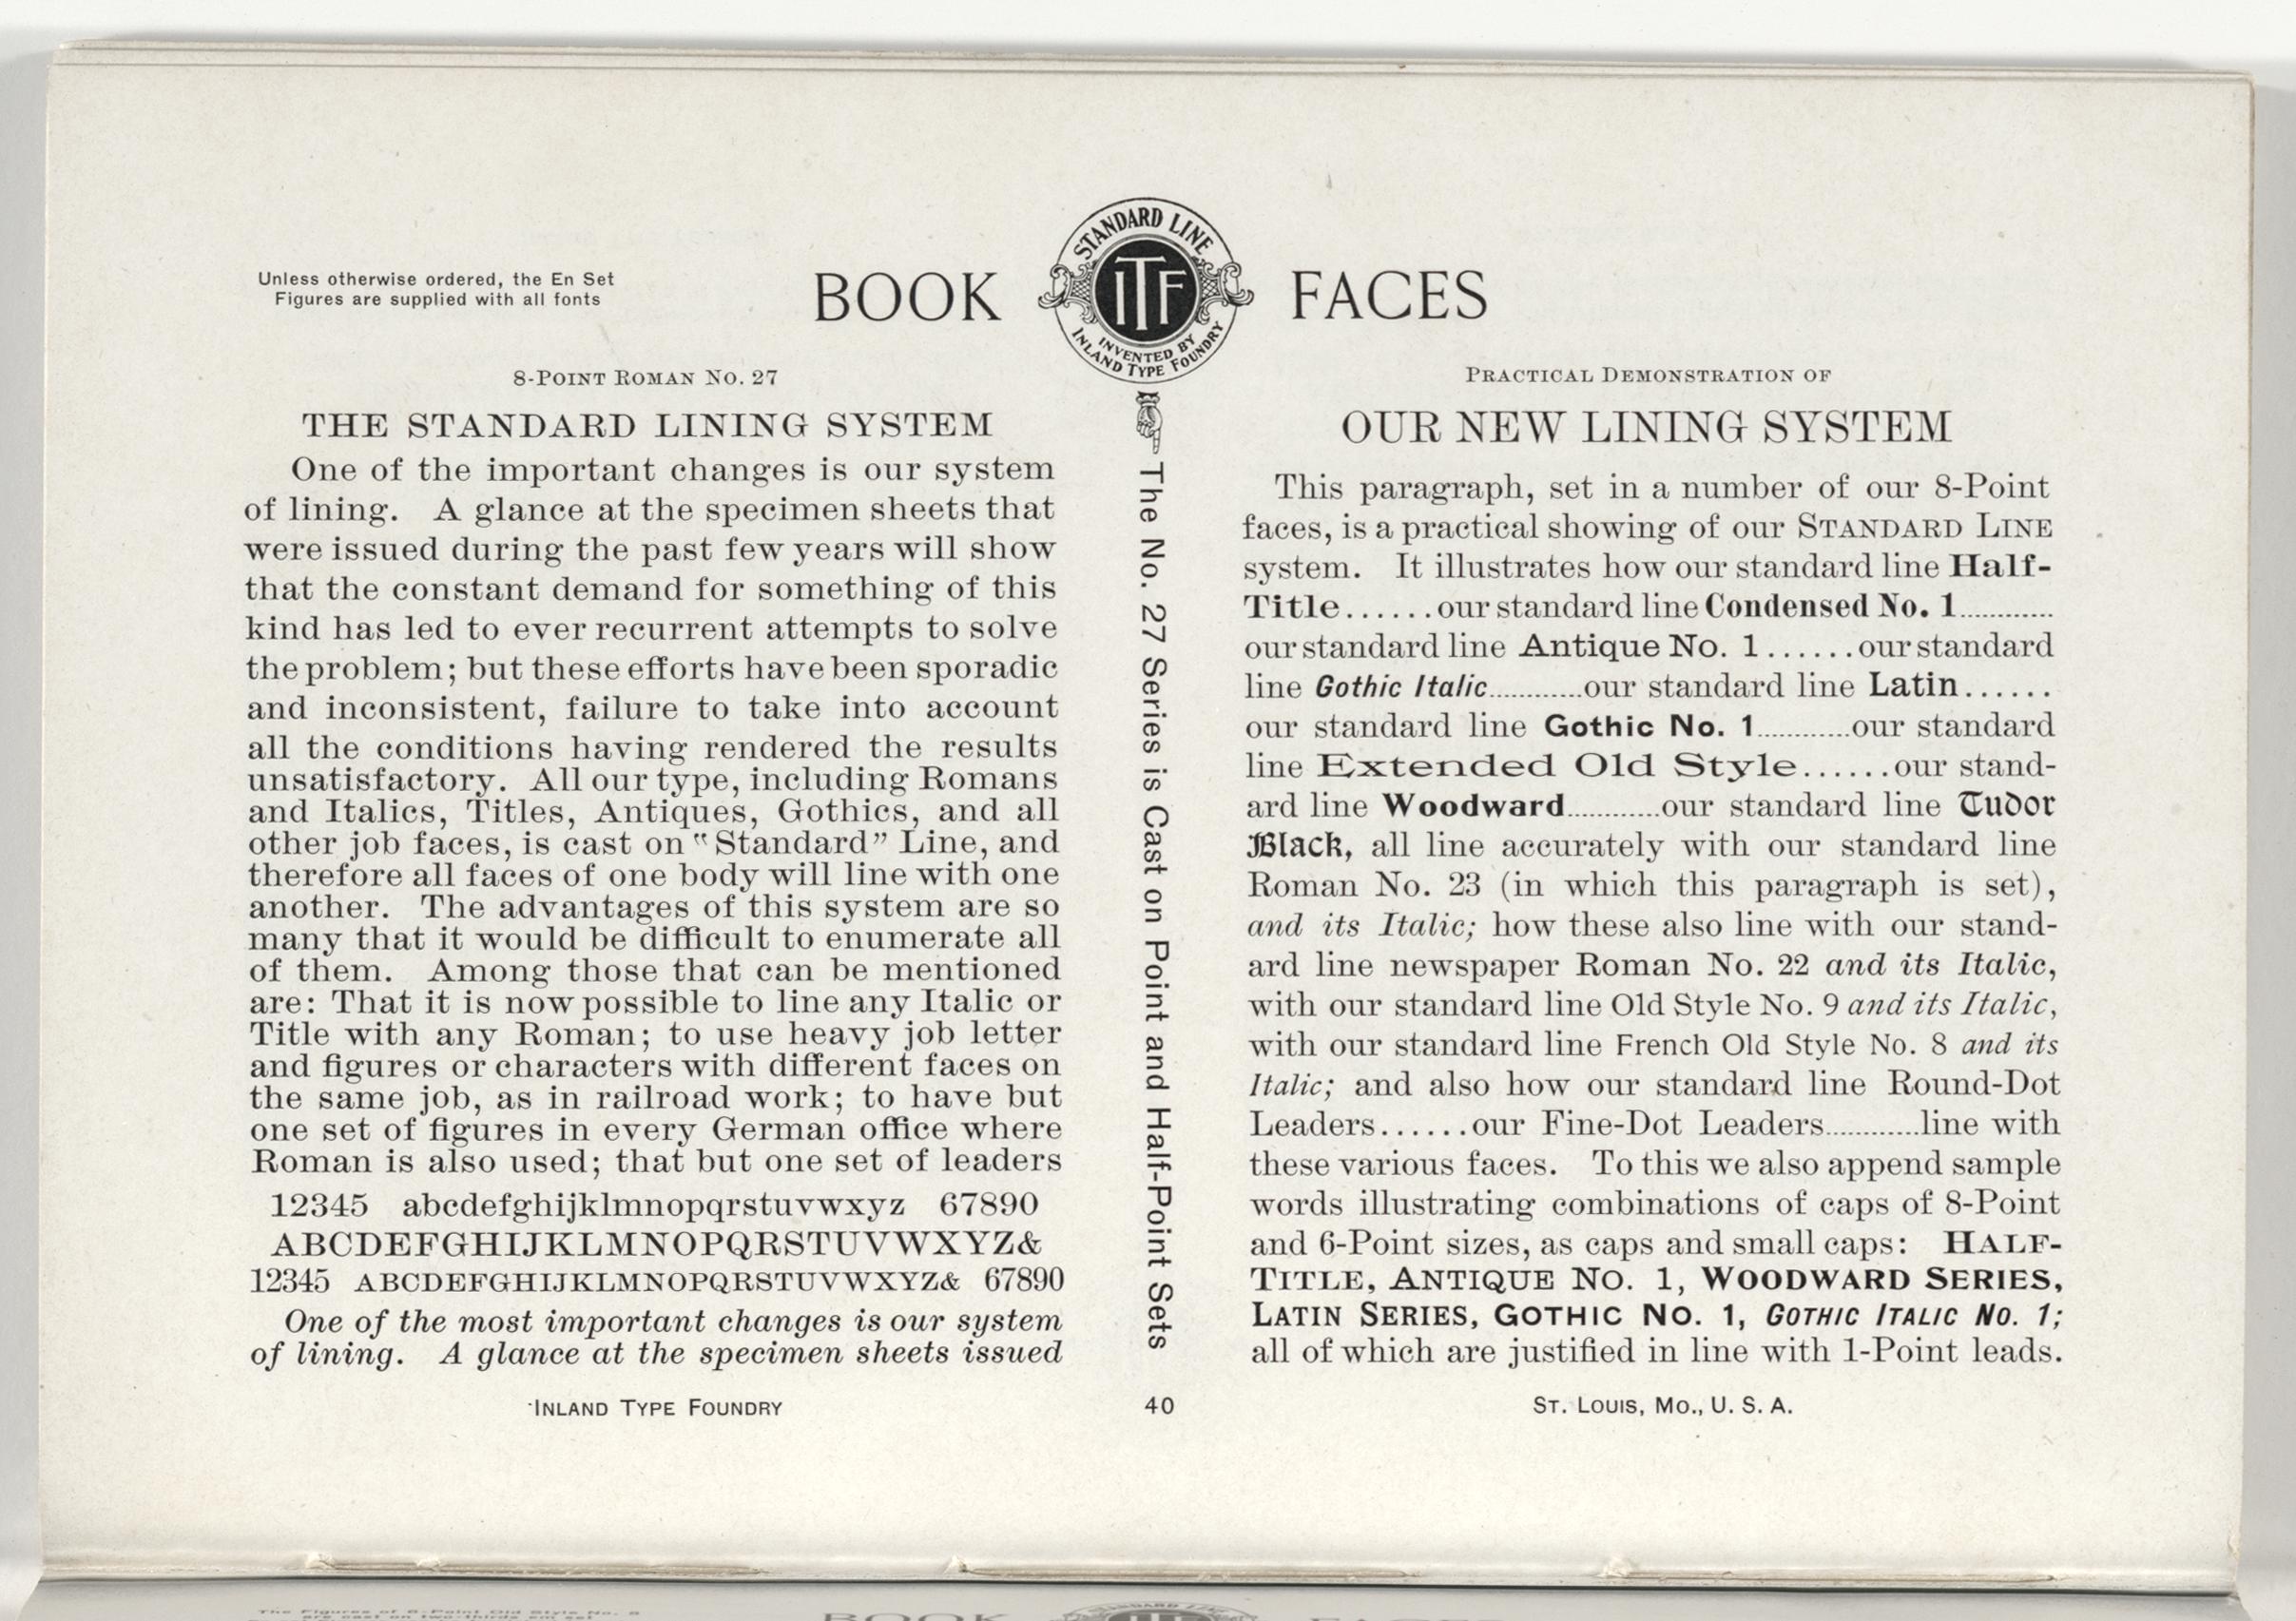 Unless otherwise ordered, the En Set
Figures are supplied with all fonts
BOOK FACES
STANDARD LINE
ITF
INVENTED BY
INLAND TYPE FOUNDRY
8-POINT ROMAN NO. 27
THE STANDARD LINING SYSTEM
One of the important changes is our system
of lining. A glance at the specimen sheets that
were issued during the past few years will show
that the constant demand for something of this
kind has led to ever recurrent attempts to solve
the problem; but these efforts have been sporadic
and inconsistent, failure to take into account
all the conditions having rendered the results
unsatisfactory. All our type, including Romans
and Italics, Titles, Antiques, Gothics, and all
other job faces, is cast on “Standard” Line, and
therefore all faces of one body will line with one
another. The advantages of this system are so
many that it would be difficult to enumerate all
of them. Among those that can be mentioned
are: That it is now possible to line any Italic or
Title with any Roman; to use heavy job letter
and figures or characters with different faces on
the same job, as in railroad work; to have but
one set of figures in every German office where
Roman is also used; that but one set of leaders
12345 abcdefghijklmnopqrstuvwxyz 67890
ABCDEFGHIJKLMNOPQRSTUVWXYZ&
12345 ABCDEFGHIJKLMNOPQRSTUVWXYZ& 67890
One of the most important changes is our system
of lining. A glance at the specimen sheets issued
INLAND TYPE FOUNDRY
The No. 27 Series is Cast on Point and Half-Point Sets
40
PRACTICAL DEMONSTRATION OF
OUR NEW LINING SYSTEM
This paragraph, set in a number of our 8-Point
faces, is a practical showing of our STANDARD LINE
system. It illustrates how our standard line Half-
Title......our standard line Condensed No. 1............
our standard line Antique No. 1......our standard
line Gothic Italic............our standard line Latin......
our standard line Gothic No. 1............our standard
line Extended Old Style......our stand-
ard line Woodward............our standard line Tudor
Black, all line accurately with our standard line
Roman No. 23 (in which this paragraph is set),
and its Italic; how these also line with our stand-
ard line newspaper Roman No. 22 and its Italic,
with our standard line Old Style No. 9 and its Italic,
with our standard line French Old Style No. 8 and its
Italic; and also how our standard line Round-Dot
Leaders......our Fine-Dot Leaders............line with
these various faces. To this we also append sample
words illustrating combinations of caps of 8-Point
and 6-Point sizes, as caps and small caps: HALF-
TITLE, ANTIQUE NO. 1, WOODWARD SERIES,
LATIN SERIES, GOTHIC NO. 1, GOTHIC ITALIC NO. 1;
all of which are justified in line with 1-Point leads.
ST. LOUIS, MO., U. S. A.